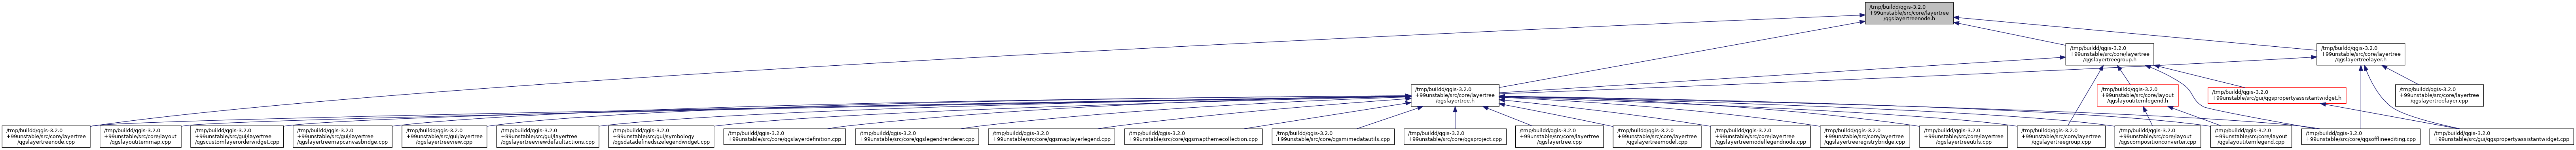 /tmp/buildd/qgis-3.2.0
+99unstable/src/core/layertree
/qgslayertreenode.h
/tmp/buildd/qgis-3.2.0
+99unstable/src/core/layertree
/qgslayertreegroup.h
/tmp/buildd/qgis-3.2.0
+99unstable/src/core/layertree
/qgslayertreelayer.h
/tmp/buildd/qgis-3.2.0
+99unstable/src/core/layertree
/qgslayertree.h
/tmp/buildd/qgis-3.2.0
+99unstable/src/core/layout
/qgslayoutitemlegend.h
/tmp/buildd/qgis-3.2.0
+99unstable/src/gui/qgspropertyassistantwidget.h
/tmp/buildd/qgis-3.2.0
+99unstable/src/core/layertree
/qgslayertreelayer.cpp
/tmp/buildd/qgis-3.2.0
+99unstable/src/core/layertree
/qgslayertreenode.cpp
/tmp/buildd/qgis-3.2.0
+99unstable/src/core/layout
/qgslayoutitemmap.cpp
/tmp/buildd/qgis-3.2.0
+99unstable/src/gui/layertree
/qgscustomlayerorderwidget.cpp
/tmp/buildd/qgis-3.2.0
+99unstable/src/gui/layertree
/qgslayertreemapcanvasbridge.cpp
/tmp/buildd/qgis-3.2.0
+99unstable/src/gui/layertree
/qgslayertreeview.cpp
/tmp/buildd/qgis-3.2.0
+99unstable/src/gui/layertree
/qgslayertreeviewdefaultactions.cpp
/tmp/buildd/qgis-3.2.0
+99unstable/src/gui/symbology
/qgsdatadefinedsizelegendwidget.cpp
/tmp/buildd/qgis-3.2.0
+99unstable/src/core/qgslayerdefinition.cpp
/tmp/buildd/qgis-3.2.0
+99unstable/src/core/qgslegendrenderer.cpp
/tmp/buildd/qgis-3.2.0
+99unstable/src/core/qgsmaplayerlegend.cpp
/tmp/buildd/qgis-3.2.0
+99unstable/src/core/qgsmapthemecollection.cpp
/tmp/buildd/qgis-3.2.0
+99unstable/src/core/qgsmimedatautils.cpp
/tmp/buildd/qgis-3.2.0
+99unstable/src/core/qgsproject.cpp
/tmp/buildd/qgis-3.2.0
+99unstable/src/core/layertree
/qgslayertree.cpp
/tmp/buildd/qgis-3.2.0
+99unstable/src/core/layertree
/qgslayertreemodel.cpp
/tmp/buildd/qgis-3.2.0
+99unstable/src/core/layertree
/qgslayertreemodellegendnode.cpp
/tmp/buildd/qgis-3.2.0
+99unstable/src/core/layertree
/qgslayertreeregistrybridge.cpp
/tmp/buildd/qgis-3.2.0
+99unstable/src/core/layertree
/qgslayertreeutils.cpp
/tmp/buildd/qgis-3.2.0
+99unstable/src/core/layertree
/qgslayertreegroup.cpp
/tmp/buildd/qgis-3.2.0
+99unstable/src/core/layout
/qgscompositionconverter.cpp
/tmp/buildd/qgis-3.2.0
+99unstable/src/core/layout
/qgslayoutitemlegend.cpp
/tmp/buildd/qgis-3.2.0
+99unstable/src/core/qgsofflineediting.cpp
/tmp/buildd/qgis-3.2.0
+99unstable/src/gui/qgspropertyassistantwidget.cpp